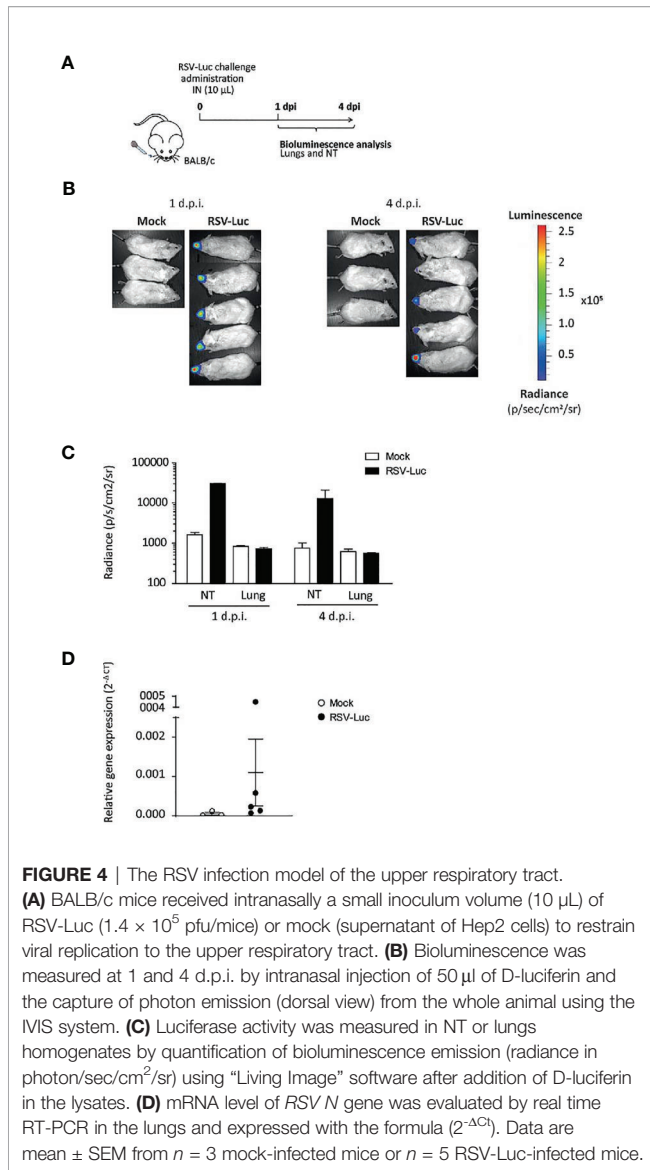 A
RSV-Luc challenge
administration
IN (10 µL)
0
1 dpi
4 dpi
Bioluminescence analysis
Lungs and NT
BALB/c
B
1 d.p.i.
4 d.p.i.
Mock
RSV-Luc
Mock
RSV-Luc
Luminescence
2.5
2.0
1.5
x10⁵
1.0
0.5
Radiance
(p/sec/cm²/sr)
C
Radiance (p/s/cm2/sr)
100000
10000
1000
100
Mock
RSV-Luc
NT
Lung
NT
Lung
1 d.p.i.
4 d.p.i.
D
Relative gene expression (2^-ΔCT)
0005
0004
0.002
0.001
0.000
Mock
RSV-Luc
FIGURE 4 | The RSV infection model of the upper respiratory tract.
(A) BALB/c mice received intranasally a small inoculum volume (10 µL) of
RSV-Luc (1.4 × 10⁵ pfu/mice) or mock (supernatant of Hep2 cells) to restrain
viral replication to the upper respiratory tract. (B) Bioluminescence was
measured at 1 and 4 d.p.i. by intranasal injection of 50 µl of D-luciferin and
the capture of photon emission (dorsal view) from the whole animal using the
IVIS system. (C) Luciferase activity was measured in NT or lungs
homogenates by quantification of bioluminescence emission (radiance in
photon/sec/cm²/sr) using “Living Image” software after addition of D-luciferin
in the lysates. (D) mRNA level of RSV N gene was evaluated by real time
RT-PCR in the lungs and expressed with the formula (2^-ΔCt). Data are
mean ± SEM from n = 3 mock-infected mice or n = 5 RSV-Luc-infected mice.